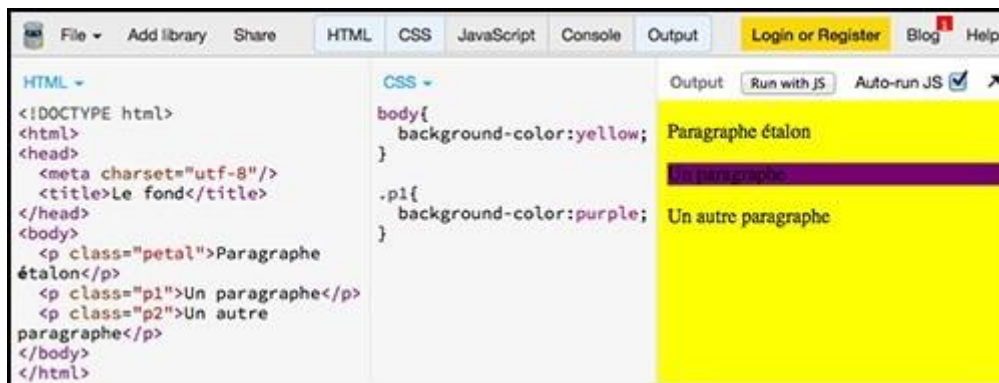 File Add library Share HTML CSS JavaScript Console Output Login or Register Blog 1 Help
HTML
<!DOCTYPE html>
<html>
<head>
<meta charset="utf-8"/>
<title>Le fond</title>
</head>
<body>
<p class="petal">Paragraphe
étalon</p>
<p class="p1">Un paragraphe</p>
<p class="p2">Un autre
paragraphe</p>
</body>
</html>
CSS
body{
background-color:yellow;
}
.p1{
background-color:purple;
}
Output Run with JS Auto-run JS
Paragraphe étalon
Un paragraphe
Un autre paragraphe